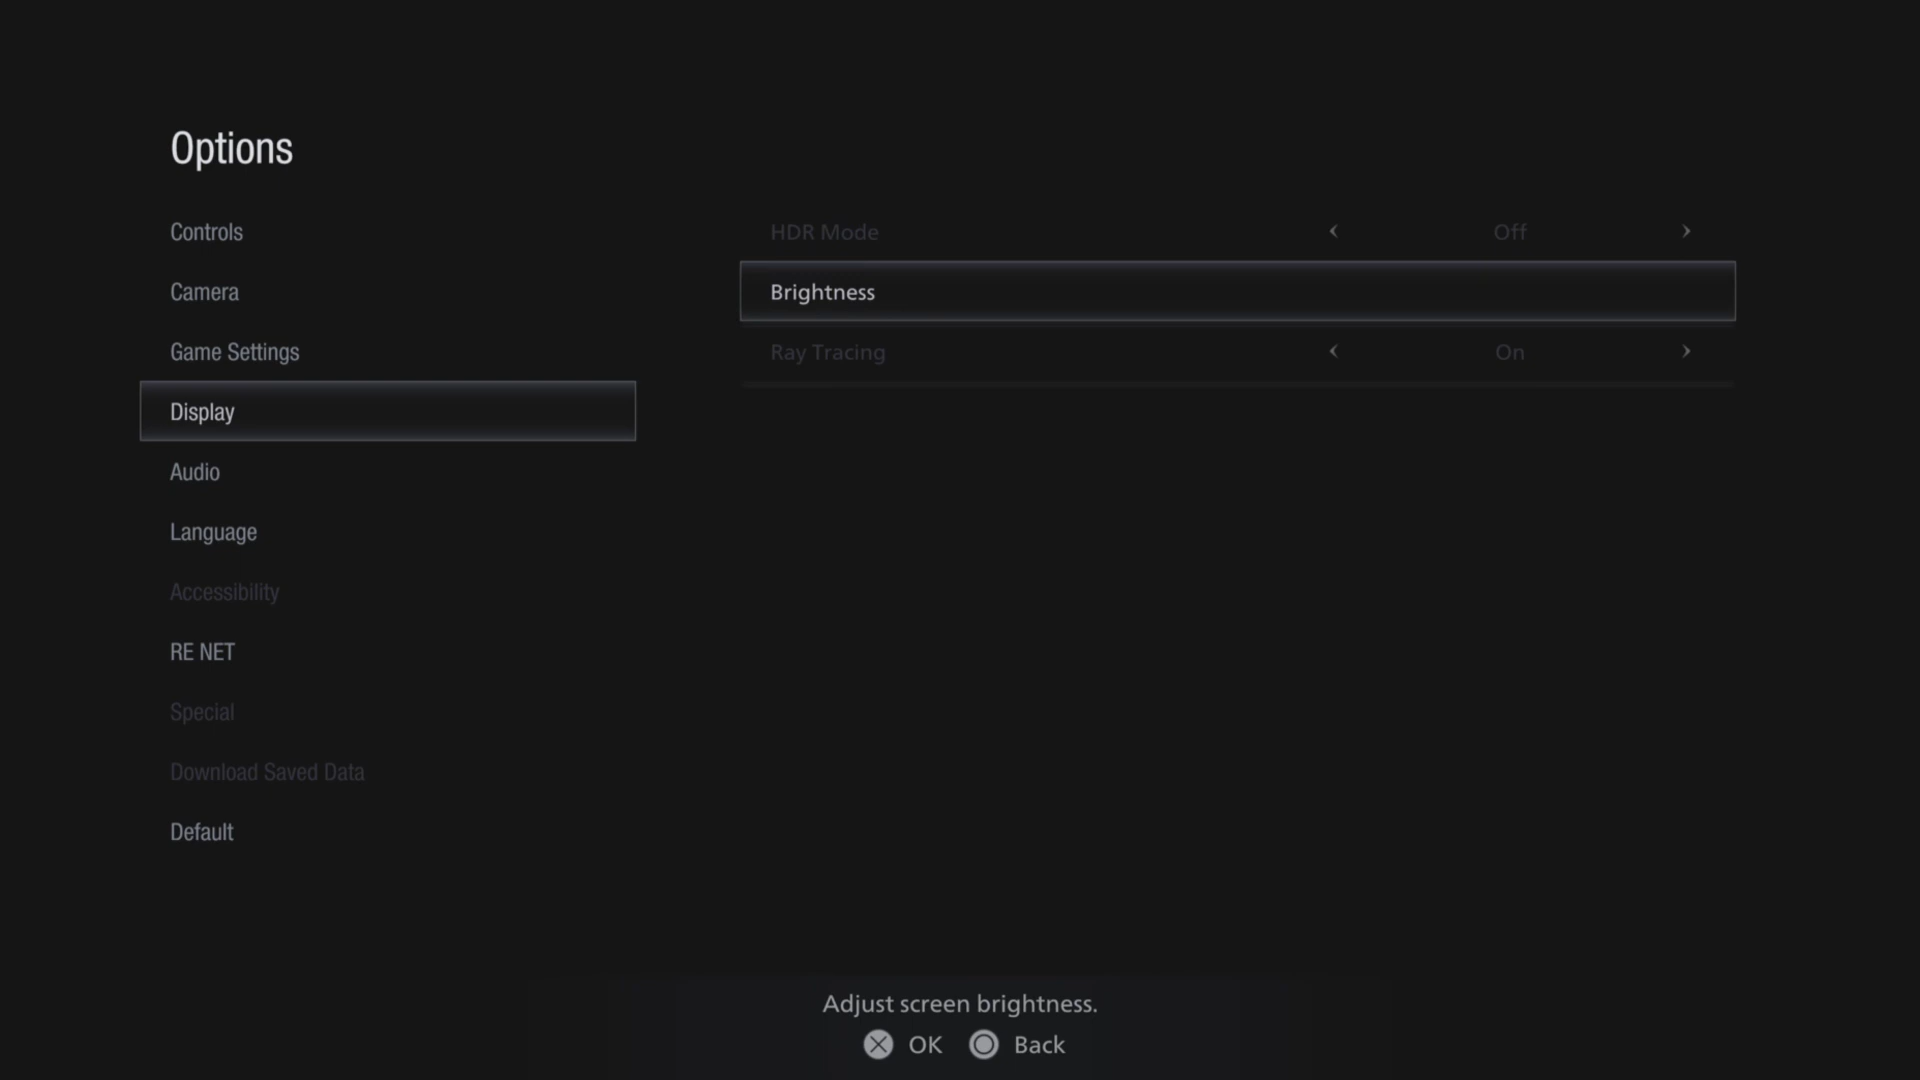 Options
Controls
Camera
Game Settings
Display
Audio
Language
Accessibility
RE NET
Special
Download Saved Data
Default
HDR Mode Off
Brightness
Ray Tracing On
Adjust screen brightness.
OK Back